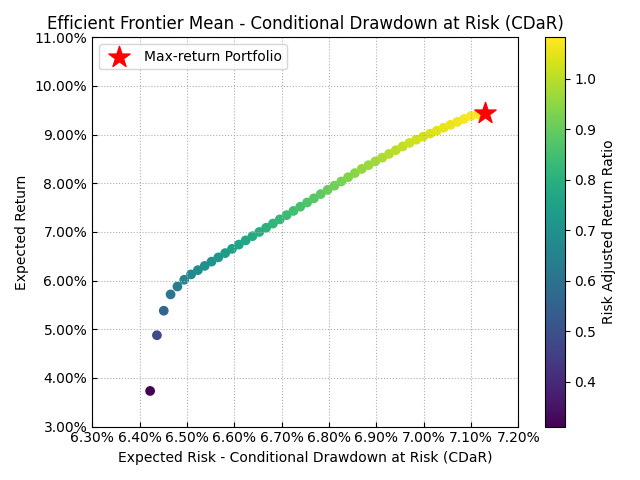 Efficient Frontier Mean - Conditional Drawdown at Risk (CDaR)
Max-return Portfolio
11.00%
10.00%
9.00%
8.00%
7.00%
6.00%
5.00%
4.00%
3.00%
Expected Return
6.30% 6.40% 6.50% 6.60% 6.70% 6.80% 6.90% 7.00% 7.10% 7.20%
Expected Risk - Conditional Drawdown at Risk (CDaR)
1.0
0.9
0.8
0.7
0.6
0.5
0.4
Risk Adjusted Return Ratio